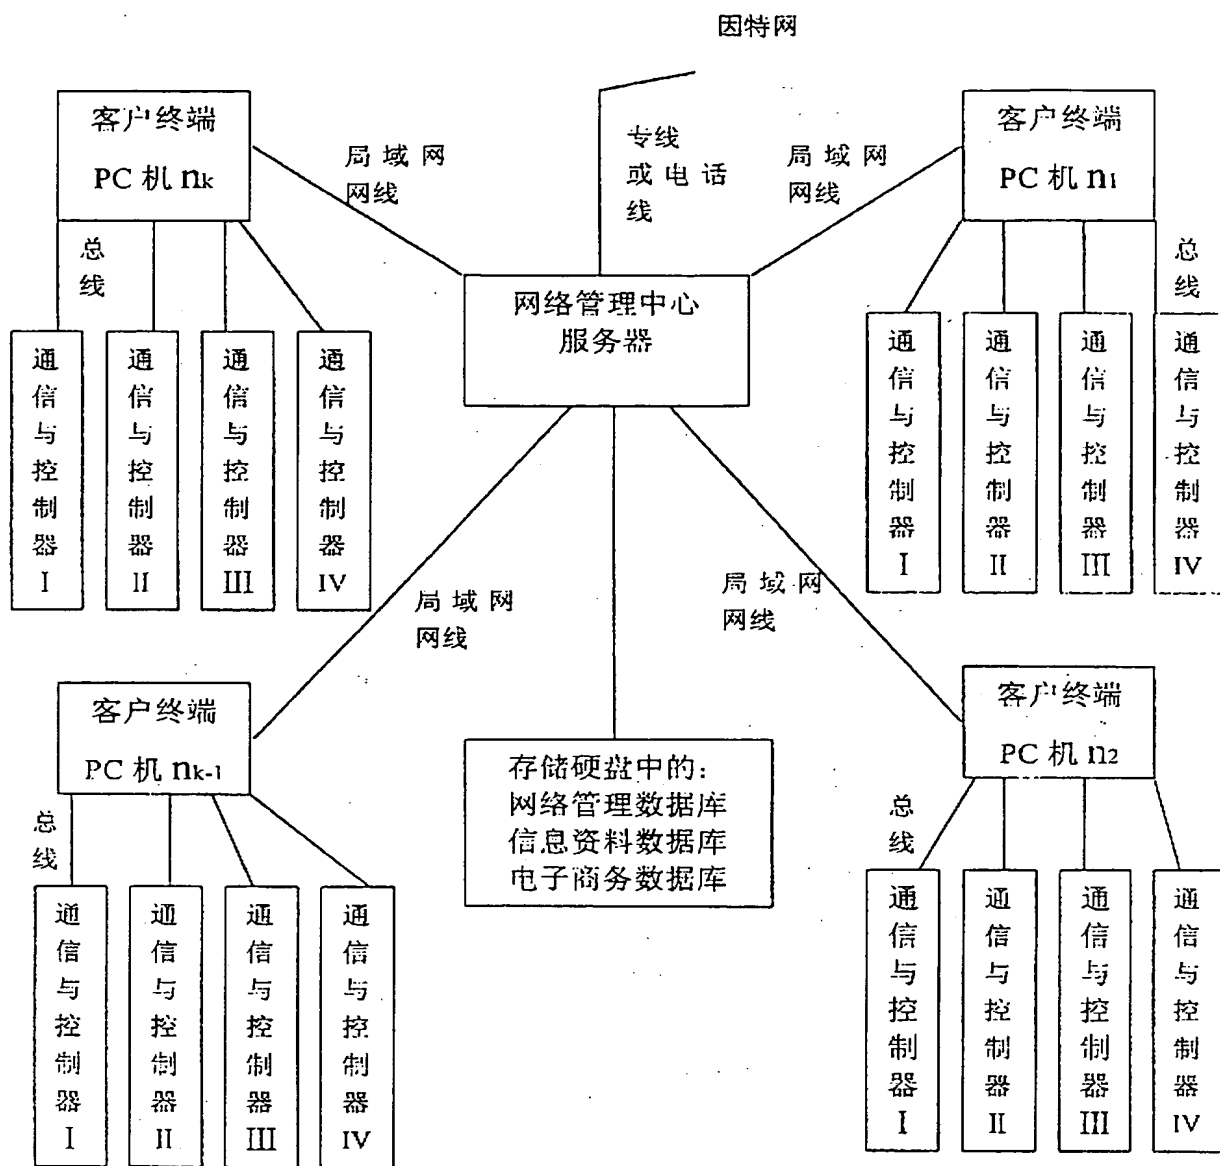 因特网
客户终端
PC 机 nk
局 域 网
网线
专线
或 电 话
线
局 域 网
网线
客户终端
PC 机 n1
总
线
总
线
网络管理中心
服务器
通信与控制器 I
通信与控制器 II
通信与控制器 III
通信与控制器 IV
通信与控制器 I
通信与控制器 II
通信与控制器 III
通信与控制器 IV
局 域 网
网线
局 域 网
网线
客户终端
PC 机 nk-1
存储硬盘中的:
网络管理数据库
信息资料数据库
电子商务数据库
客户终端
PC 机 n2
总
线
总
线
通信与控制器 I
通信与控制器 II
通信与控制器 III
通信与控制器 IV
通信与控制器 I
通信与控制器 II
通信与控制器 III
通信与控制器 IV